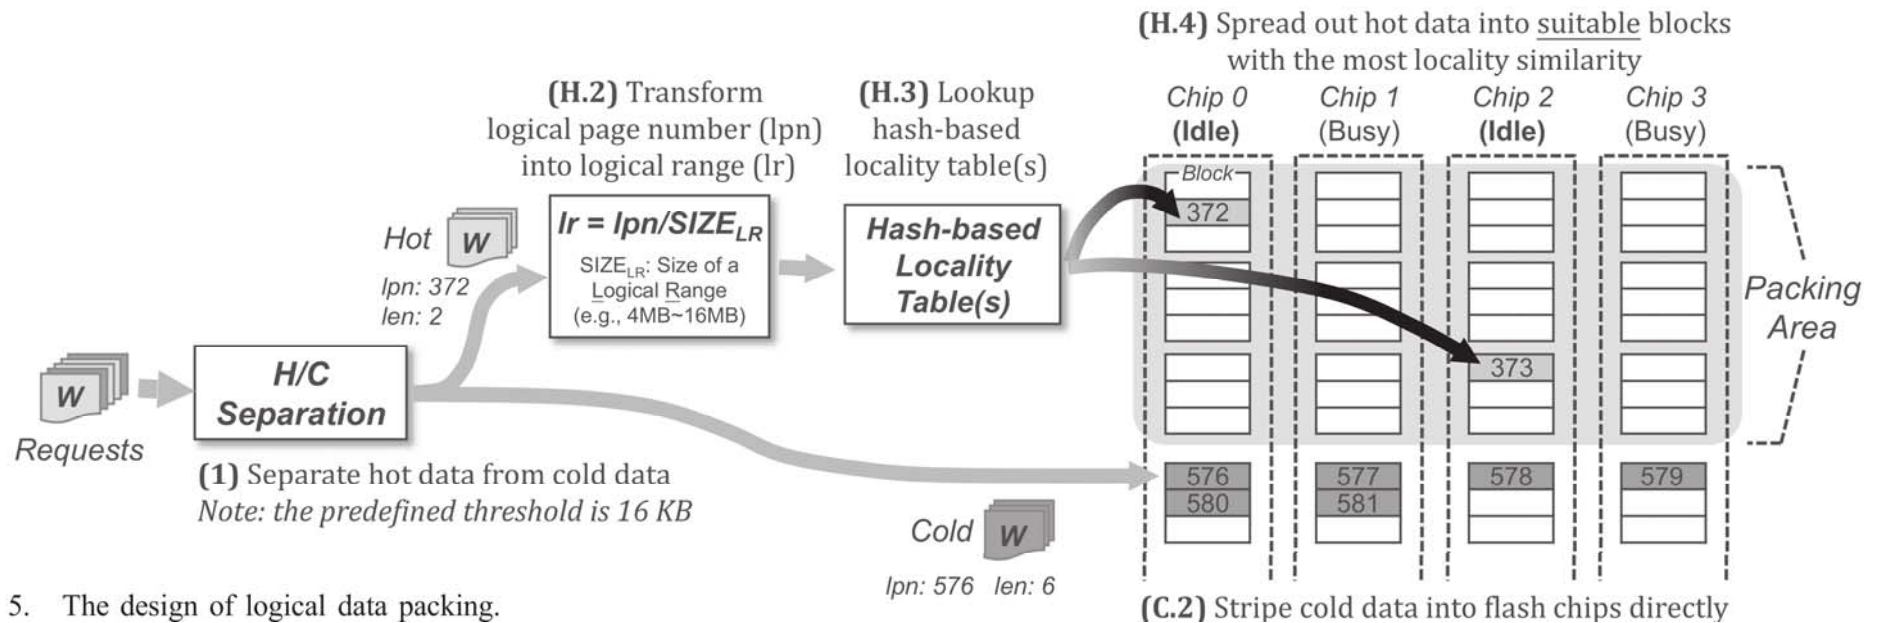 (H.4) Spread out hot data into suitable blocks
with the most locality similarity
(H.2) Transform
logical page number (lpn)
into logical range (lr)
(H.3) Lookup
hash-based
locality table(s)
Chip 0
(Idle)
Chip 1
(Busy)
Chip 2
(Idle)
Chip 3
(Busy)
Block
372
373
Packing
Area
Hot
W
lpn: 372
len: 2
lr = lpn/SIZE_LR
SIZE_LR: Size of a
Logical Range
(e.g., 4MB~16MB)
Hash-based
Locality
Table(s)
W
Requests
H/C
Separation
(1) Separate hot data from cold data
Note: the predefined threshold is 16 KB
576
577
578
579
580
581
Cold
W
lpn: 576 len: 6
(C.2) Stripe cold data into flash chips directly
5. The design of logical data packing.